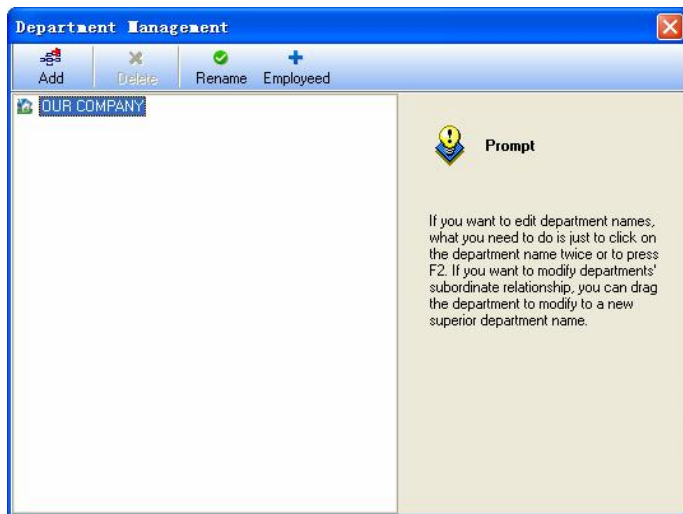 Department Management
Add Delete Rename Employeed
OUR COMPANY
Prompt
If you want to edit department names,
what you need to do is just to click on
the department name twice or to press
F2. If you want to modify departments'
subordinate relationship, you can drag
the department to modify to a new
superior department name.